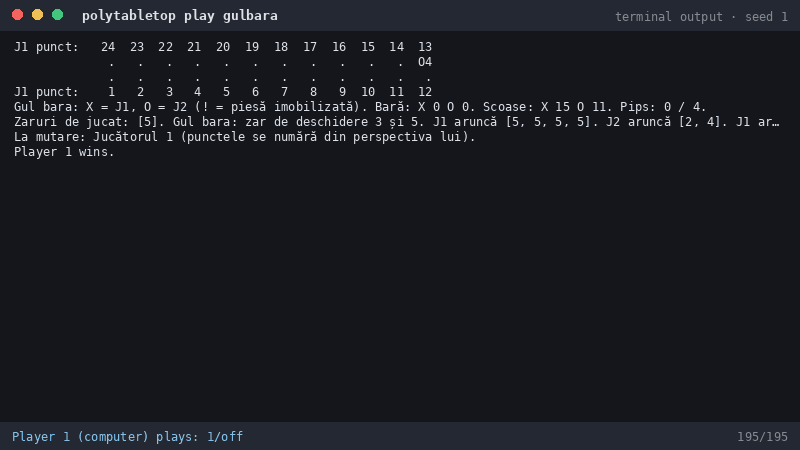 polytabletop play gulbara
terminal output · seed 1
J1 punct:   24  23  22  21  20  19  18  17  16  15  14  13
.   .   .   .   .   .   .   .   .   .   .  O4
.   .   .   .   .   .   .   .   .   .   .   .
J1 punct:    1   2   3   4   5   6   7   8   9  10  11  12
Gul bara: X = J1, O = J2 (! = piesă imobilizată). Bară: X 0 O 0. Scoase: X 15 O 11. Pips: 0 / 4.
Zaruri de jucat: [5]. Gul bara: zar de deschidere 3 și 5. J1 aruncă [5, 5, 5, 5]. J2 aruncă [2, 4]. J1 ar…
La mutare: Jucătorul 1 (punctele se numără din perspectiva lui).
Player 1 wins.
Player 1 (computer) plays: 1/off
195/195